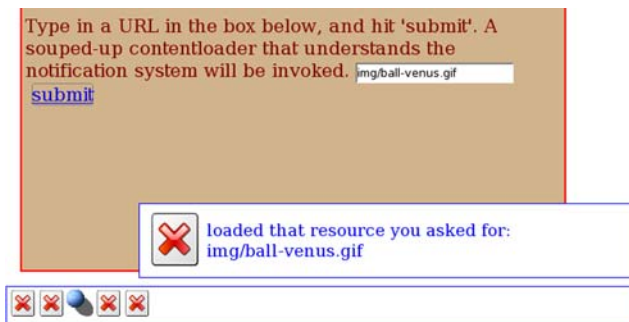 Type in a URL in the box below, and hit 'submit'. A
souped-up contentloader that understands the
notification system will be invoked. img/ball-venus.gif
submit
loaded that resource you asked for:
img/ball-venus.gif